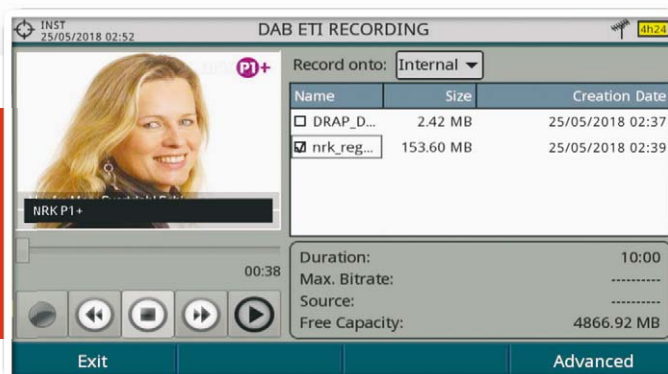 INST
25/05/2018 02:52
DAB ETI RECORDING
4h24
P1+
NRK P1+
00:38
Record onto: Internal
Name Size Creation Date
DRAP_D... 2.42 MB 25/05/2018 02:37
nrk_reg... 153.60 MB 25/05/2018 02:39
Duration: 10:00
Max. Bitrate: ----------
Source: ----------
Free Capacity: 4866.92 MB
Exit Advanced